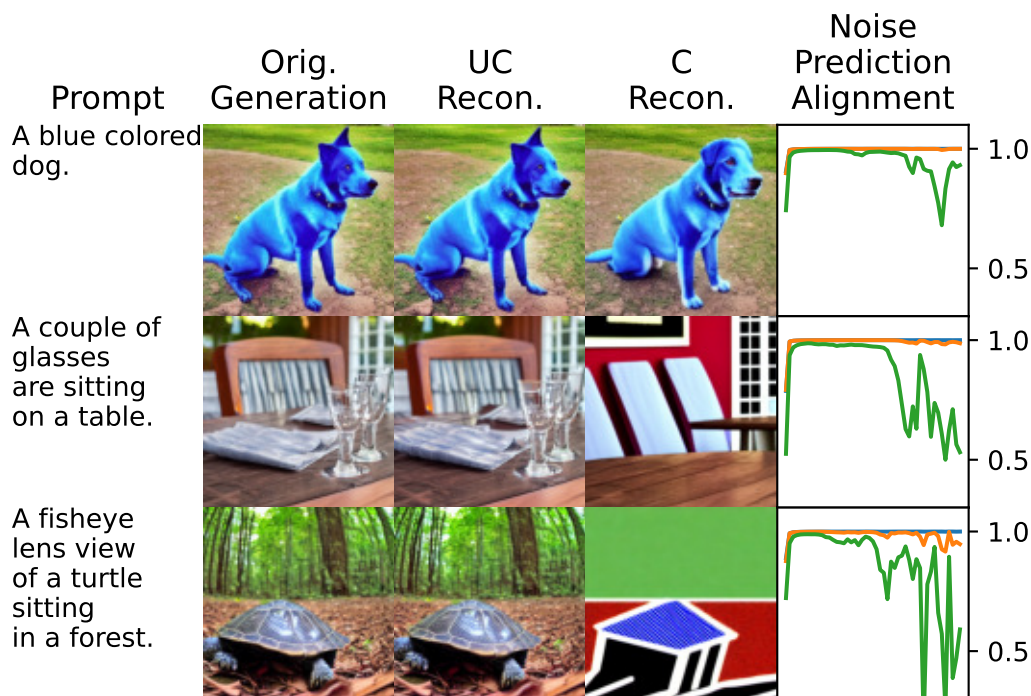 Prompt
Orig.
Generation
UC
Recon.
C
Recon.
Noise
Prediction
Alignment
A blue colored
dog.
1.0
0.5
A couple of
glasses
are sitting
on a table.
1.0
0.5
A fisheye
lens view
of a turtle
sitting
in a forest.
1.0
0.5